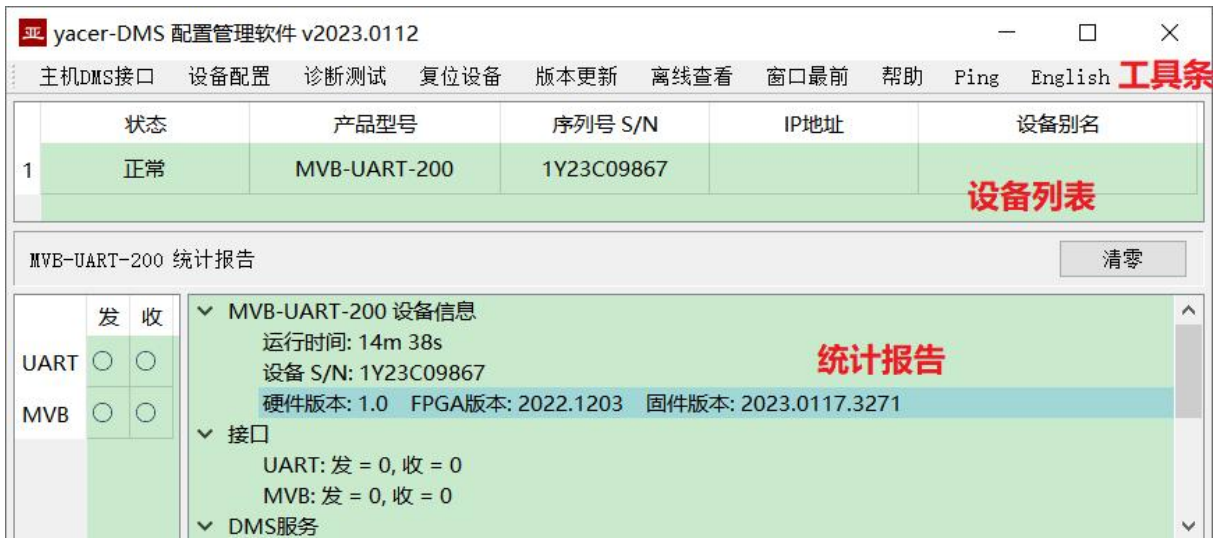 亚 yacer-DMS 配置管理软件 v2023.0112
主机DMS接口 设备配置 诊断测试 复位设备 版本更新 离线查看 窗口最前 帮助 Ping English 工具条
状态 产品型号 序列号 S/N IP地址 设备别名
1 正常 MVB-UART-200 1Y23C09867
设备列表
MVB-UART-200 统计报告 清零
发 收
UART
MVB
MVB-UART-200 设备信息
运行时间: 14m 38s
统计报告
设备 S/N: 1Y23C09867
硬件版本: 1.0 FPGA版本: 2022.1203 固件版本: 2023.0117.3271
接口
UART: 发 = 0, 收 = 0
MVB: 发 = 0, 收 = 0
DMS服务